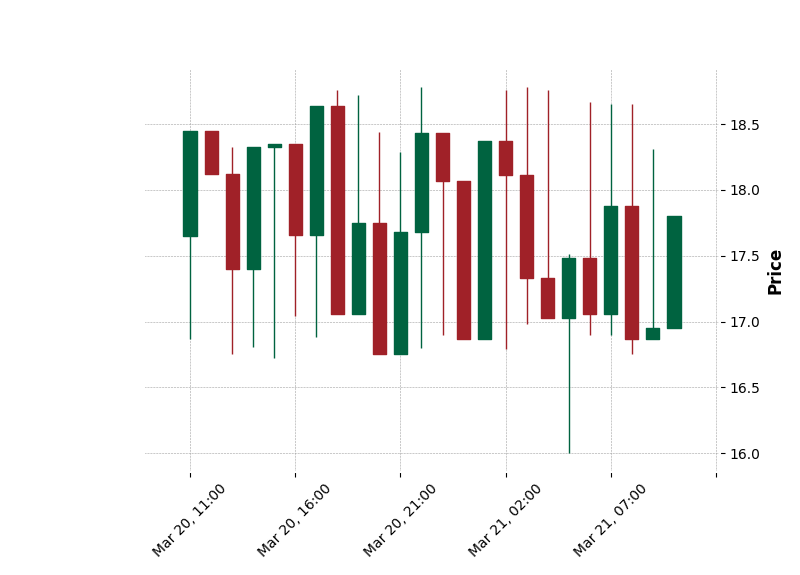 18.5
18.0
17.5
17.0
16.5
16.0
Price
Mar 20, 11:00
Mar 20, 16:00
Mar 20, 21:00
Mar 21, 02:00
Mar 21, 07:00